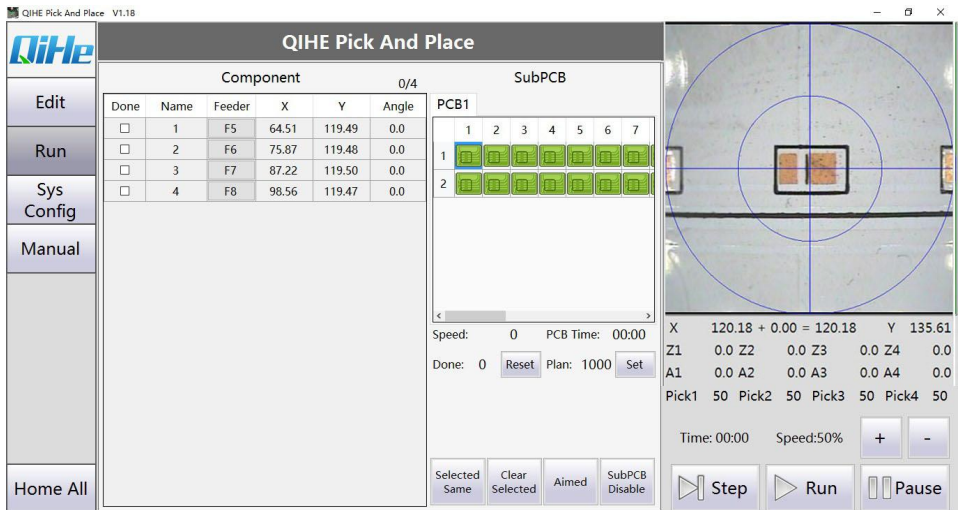 QIHE Pick And Place V1.18
QiHe
QIHE Pick And Place
Edit
Run
Sys
Config
Manual
Home All
Component
0/4
Done Name Feeder X Y Angle
1 F5 64.51 119.49 0.0
2 F6 75.87 119.48 0.0
3 F7 87.22 119.50 0.0
4 F8 98.56 119.47 0.0
SubPCB
PCB1
1 2 3 4 5 6 7
1
2
Speed: 0 PCB Time: 00:00
Done: 0 Reset Plan: 1000 Set
Selected
Same
Clear
Selected
Aimed
SubPCB
Disable
X 120.18 + 0.00 = 120.18 Y 135.61
Z1 0.0 Z2 0.0 Z3 0.0 Z4 0.0
A1 0.0 A2 0.0 A3 0.0 A4 0.0
Pick1 50 Pick2 50 Pick3 50 Pick4 50
Time: 00:00 Speed:50% + -
Step Run Pause